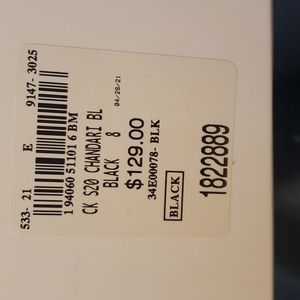 533- 21 E 9147- 3025
1 94060 51101 6 BM
CK S20 CHANDARI BL
BLACK 8
04/28/21
$129.00
34E00078- BLK
BLACK
1822889